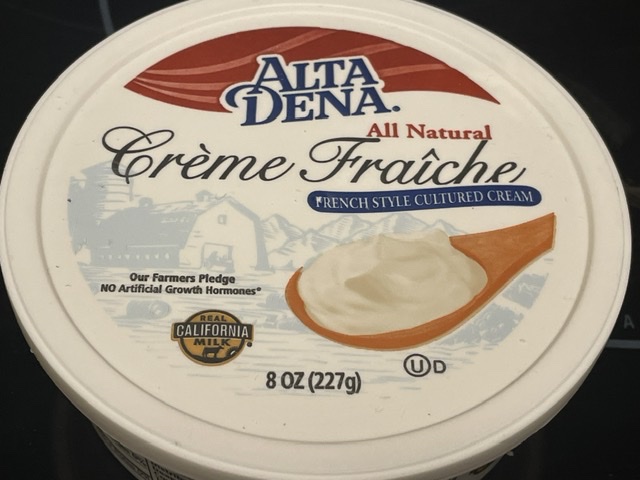 ALTA
DENA.
All Natural
Crème Fraîche
FRENCH STYLE CULTURED CREAM
Our Farmers Pledge
NO Artificial Growth Hormones*
REAL
CALIFORNIA
MILK
8 OZ (227g)
U D